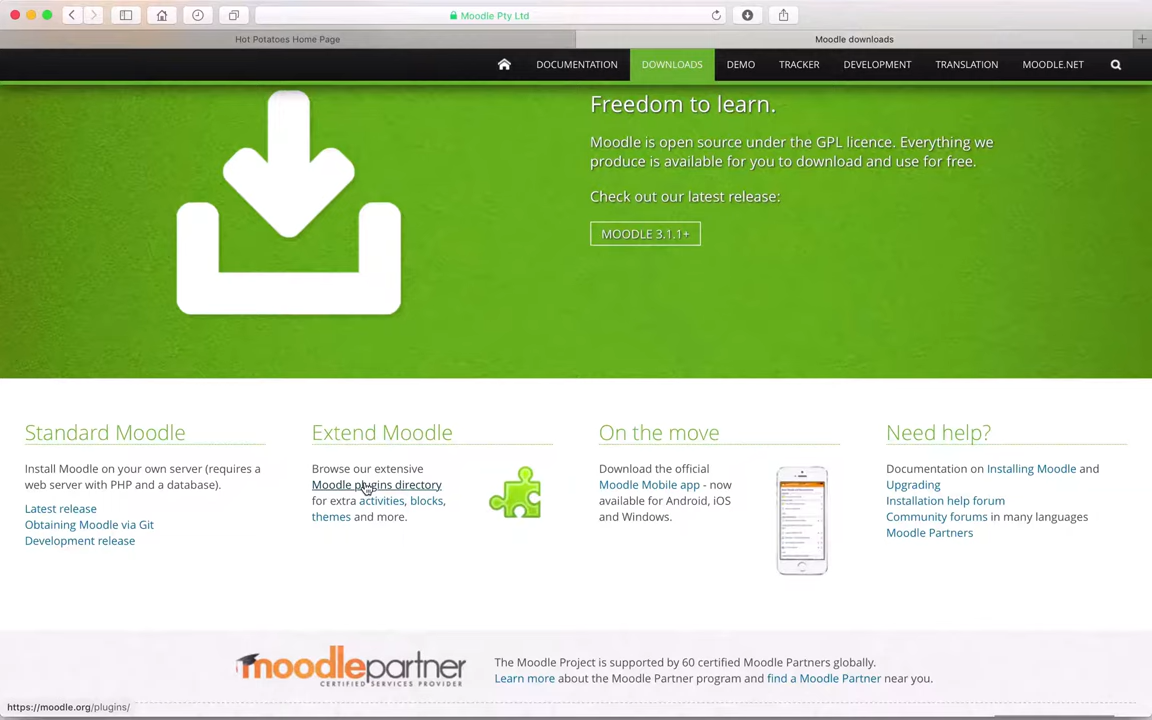 Moodle Pty Ltd
Hot Potatoes Home Page
Moodle downloads
DOCUMENTATION
DOWNLOADS
DEMO
TRACKER
DEVELOPMENT
TRANSLATION
MOODLE.NET
Freedom to learn.
Moodle is open source under the GPL licence. Everything we
produce is available for you to download and use for free.
Check out our latest release:
MOODLE 3.1.1+
Standard Moodle
Install Moodle on your own server (requires a
web server with PHP and a database).
Latest release
Obtaining Moodle via Git
Development release
Extend Moodle
Browse our extensive
Moodle plugins directory
for extra activities, blocks,
themes and more.
On the move
Download the official
Moodle Mobile app - now
available for Android, iOS
and Windows.
Need help?
Documentation on Installing Moodle and
Upgrading
Installation help forum
Community forums in many languages
Moodle Partners
moodlepartner
CERTIFIED SERVICES PROVIDER
The Moodle Project is supported by 60 certified Moodle Partners globally.
Learn more about the Moodle Partner program and find a Moodle Partner near you.
https://moodle.org/plugins/